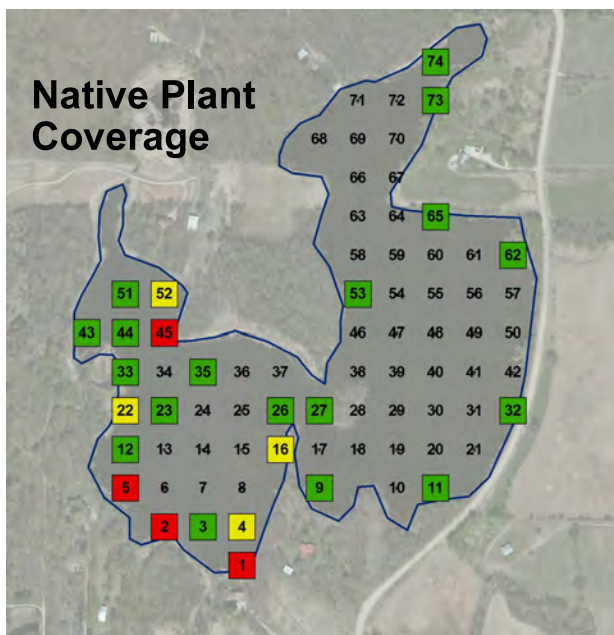 74
Native Plant
71 72 73
Coverage
68 69 70
66 67
63 64 65
58 59 60 61 62
51 52 53 54 55 56 57
43 44 45 46 47 48 49 50
33 34 35 36 37 38 39 40 41 42
22 23 24 25 26 27 28 29 30 31 32
12 13 14 15 16 17 18 19 20 21
5 6 7 8 9 10 11
2 3 4
1